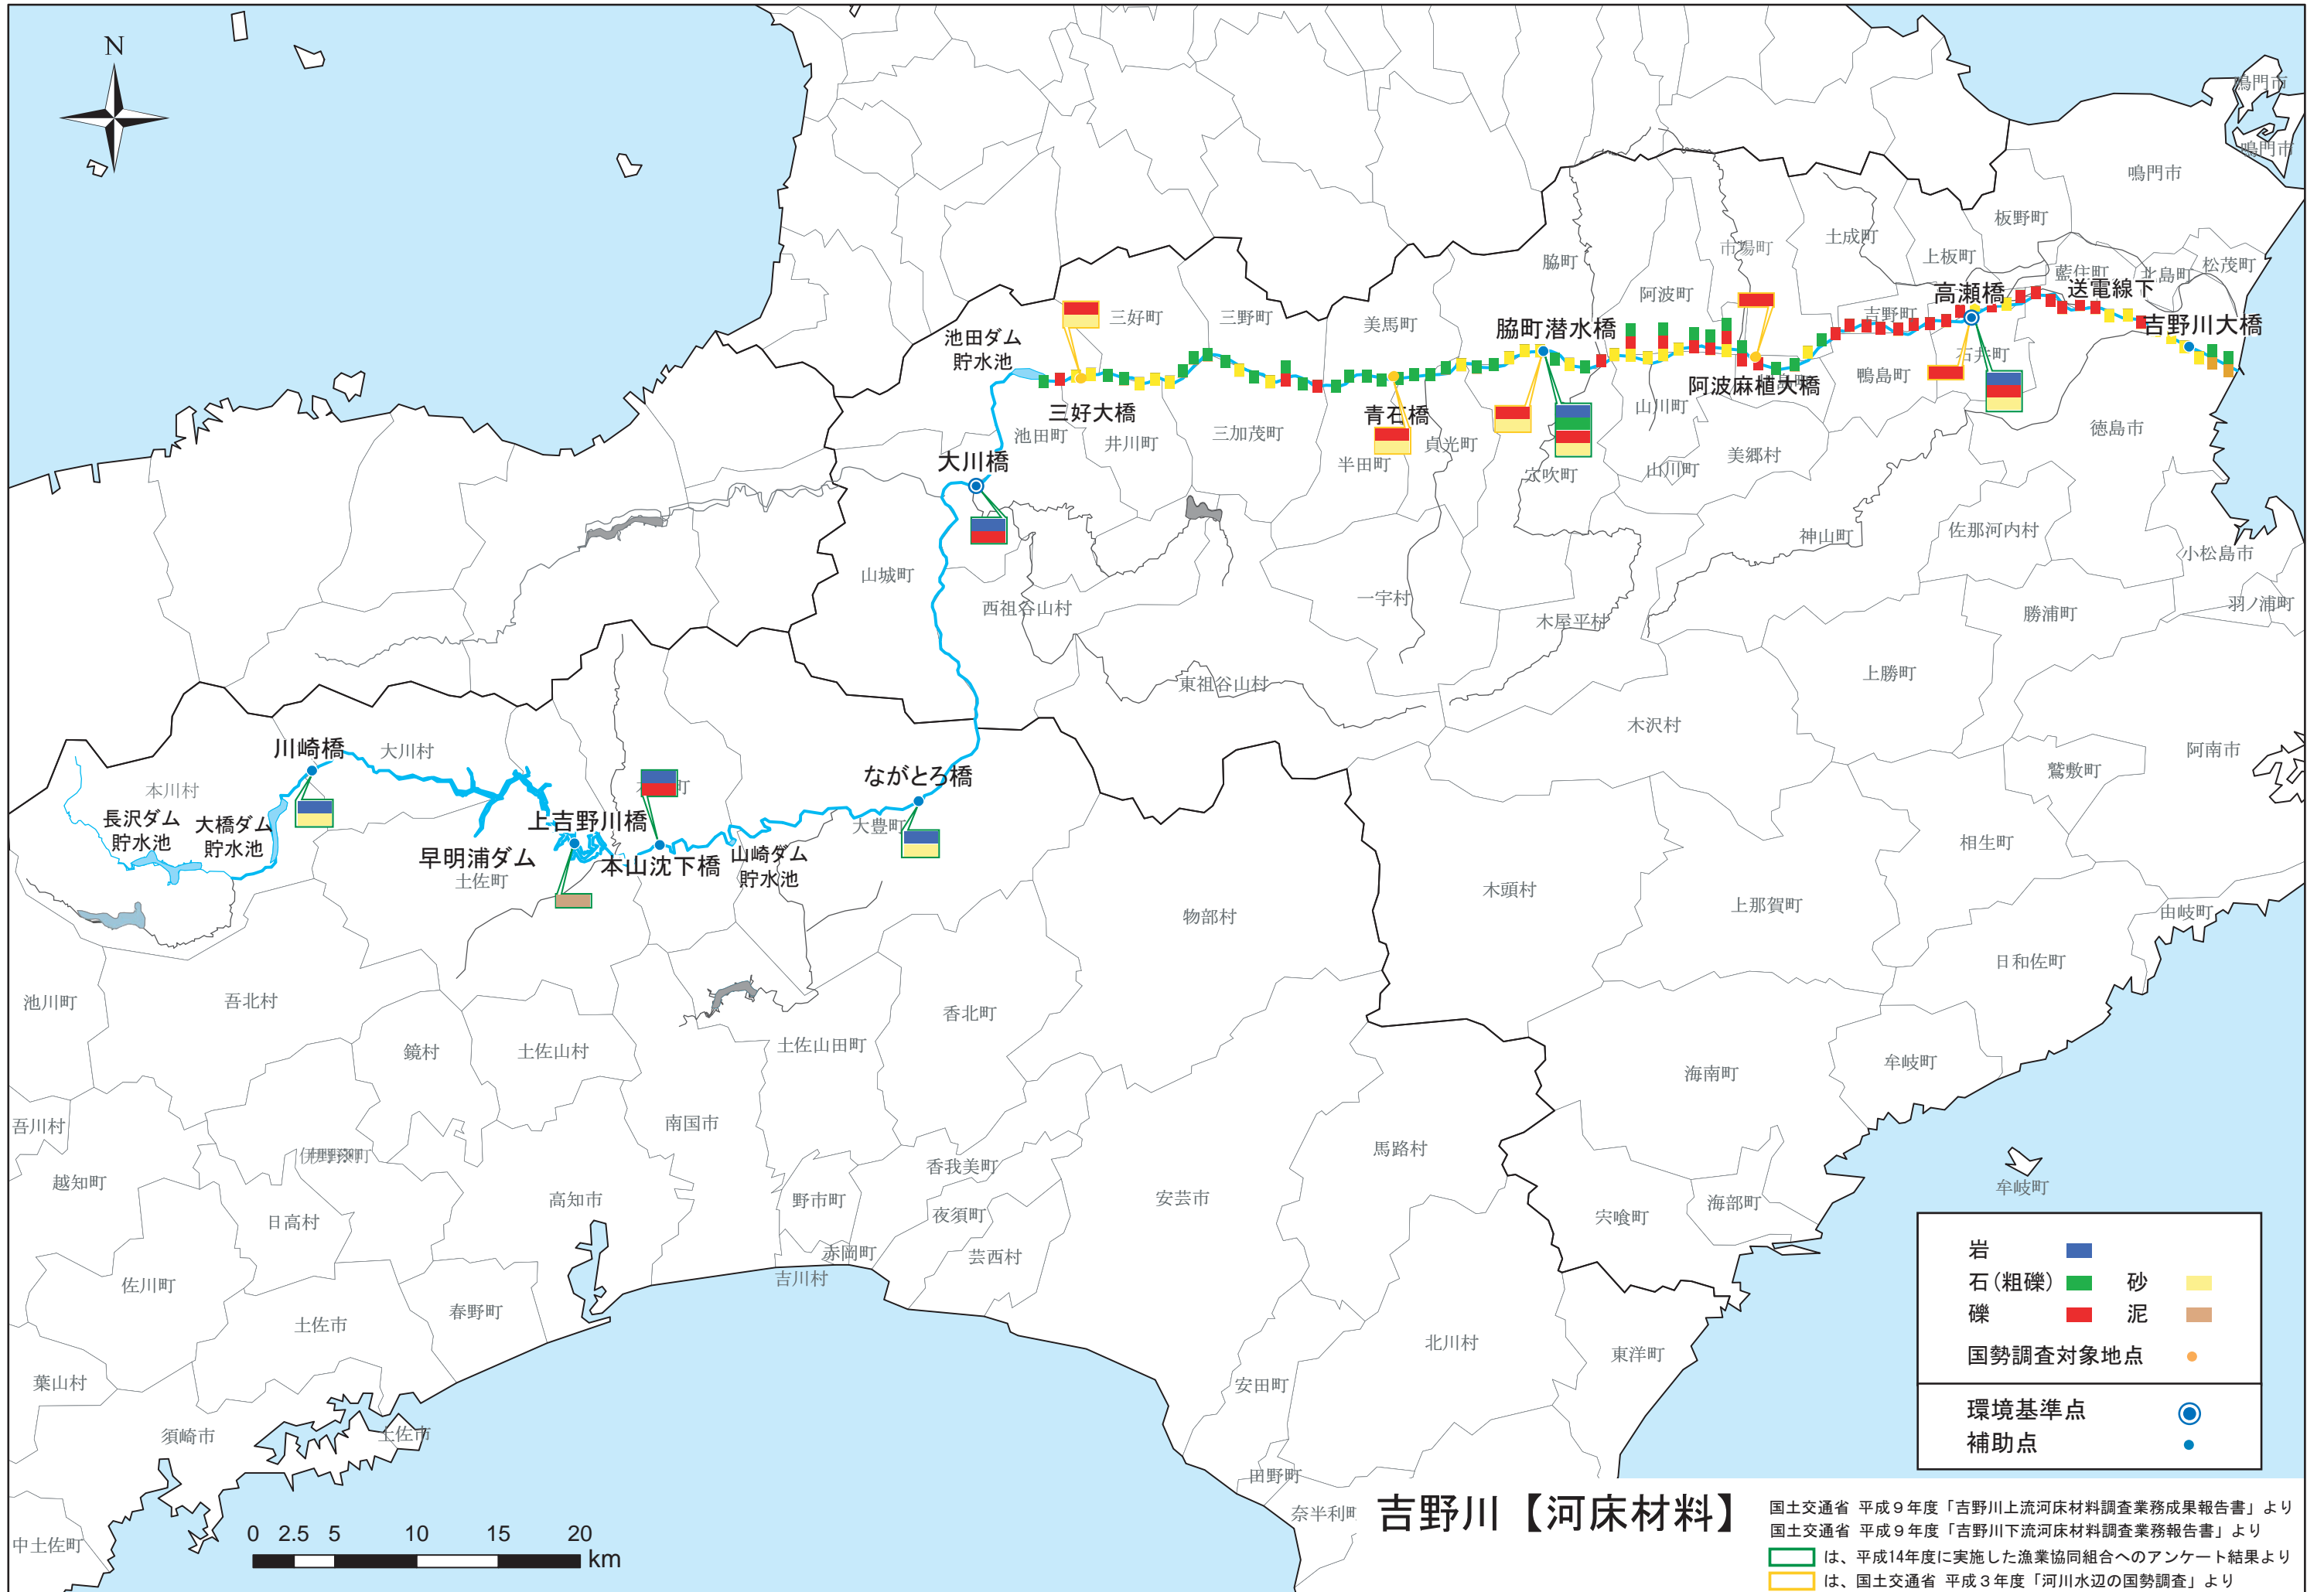 N
鳴門市
鳴門市
鳴門市
板野町
松茂町
北島町
藍住町
送電線下
上板町
土成町
市場町
高瀬橋
吉野町
吉野川大橋
石井町
脇町
阿波町
脇町潜水橋
阿波麻植大橋
鴨島町
徳島市
美馬町
三野町
三好町
池田ダム
貯水池
三好大橋
池田町
井川町
三加茂町
青石橋
半田町
貞光町
穴吹町
山川町
山川町
美郷村
大川橋
山城町
西祖谷山村
東祖谷山村
一宇村
木屋平村
神山町
佐那河内村
小松島市
羽ノ浦町
勝浦町
上勝町
木沢村
阿南市
鷲敷町
相生町
川崎橋
大川村
本川村
長沢ダム
貯水池
大橋ダム
貯水池
上吉野川橋
早明浦ダム
土佐町
本山沈下橋
山崎ダム
貯水池
ながとろ橋
大豊町
物部村
木頭村
上那賀町
由岐町
日和佐町
池川町
吾北村
鏡村
土佐山村
土佐山田町
香北町
海南町
牟岐町
牟岐町
吾川村
越知町
日高村
高知市
南国市
香我美町
野市町
夜須町
赤岡町
芸西村
吉川村
安芸市
馬路村
宍喰町
海部町
佐川町
土佐市
春野町
北川村
東洋町
葉山村
須崎市
土佐市
安田町
田野町
奈半利町
中土佐町
0 2.5 5 10 15 20
km
岩
石(粗礫) 砂
礫 泥
国勢調査対象地点
環境基準点
補助点
吉野川【河床材料】
国土交通省 平成9年度「吉野川上流河床材料調査業務成果報告書」より
国土交通省 平成9年度「吉野川下流河床材料調査業務報告書」より
は、平成14年度に実施した漁業協同組合へのアンケート結果より
は、国土交通省 平成3年度「河川水辺の国勢調査」より